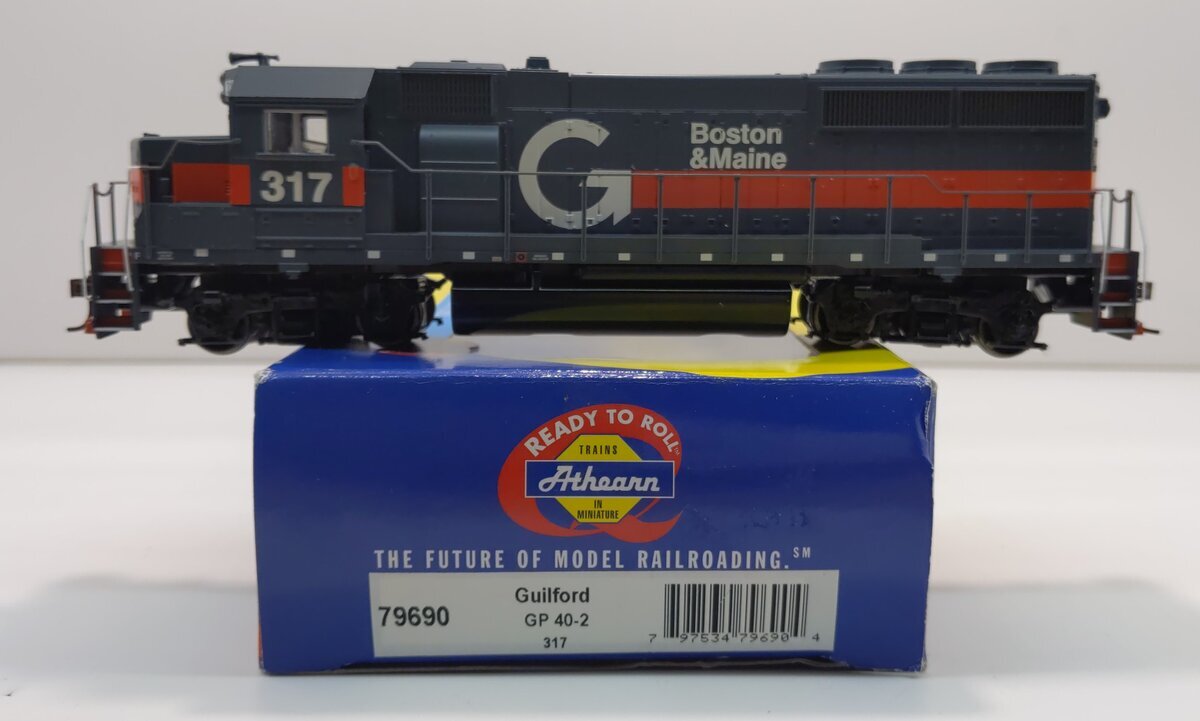 Boston
&Maine
317
G
READY TO ROLL™
TRAINS
Athearn
IN
MINIATURE
THE FUTURE OF MODEL RAILROADING.℠
79690
Guilford
GP 40-2
317
7 97534 79690 4